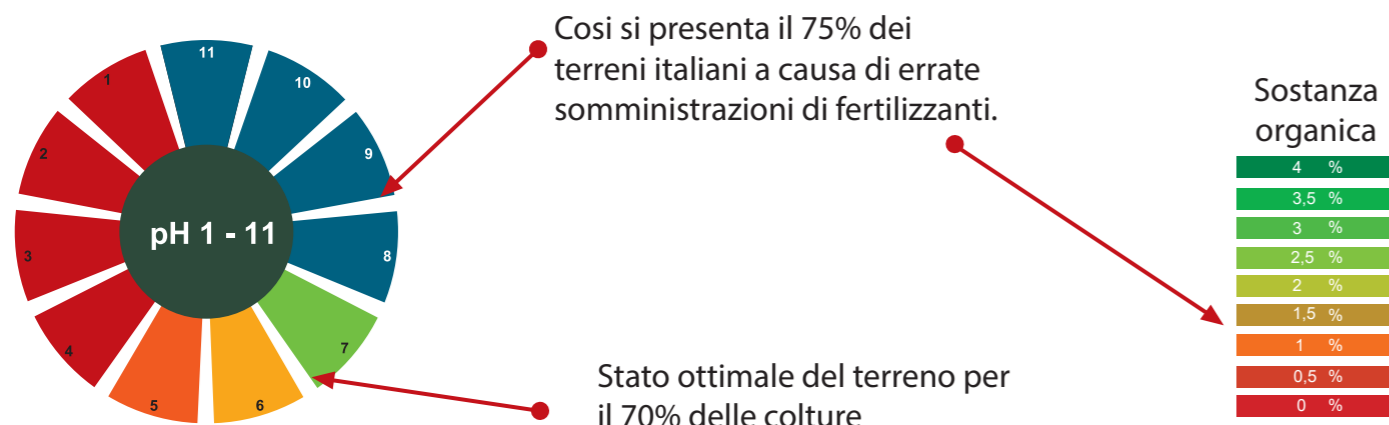 Cosi si presenta il 75% dei
terreni italiani a causa di errate
somministrazioni di fertilizzanti.
11
10
9
8
7
6
5
4
3
2
1
pH 1 - 11
Stato ottimale del terreno per
il 70% delle colture
Sostanza
organica
4 %
3,5 %
3 %
2,5 %
2 %
1,5 %
1 %
0,5 %
0 %